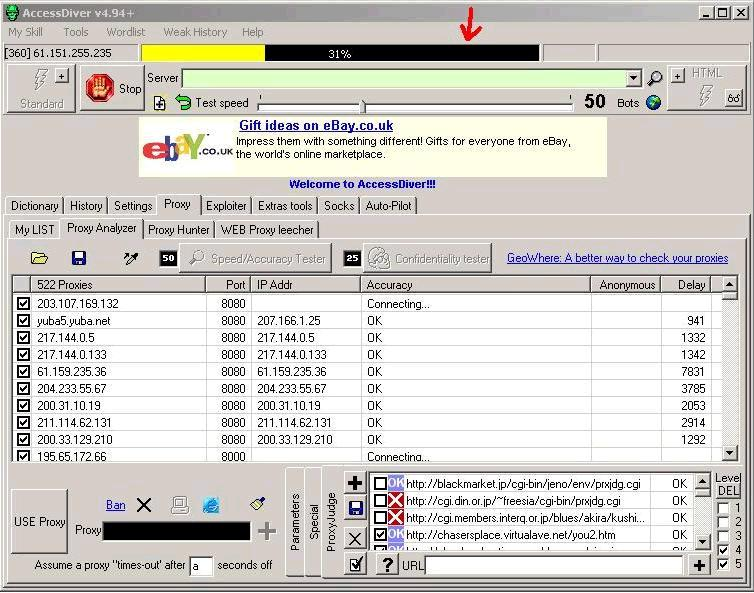 AccessDiver v4.94+
My Skill Tools Wordlist Weak History Help
[360] 61.151.255.235 31%
Standard + Stop Server + HTML
Test speed 50 Bots
Gift ideas on eBay.co.uk
ebaY.co.uk Impress them with something different! Gifts for everyone from eBay,
the world's online marketplace.
Welcome to AccessDiver!!!
Dictionary History Settings Proxy Exploiter Extras tools Socks Auto-Pilot
My LIST Proxy Analyzer Proxy Hunter WEB Proxy leecher
50 Speed/Accuracy Tester 25 Confidentiality tester GeoWhere: A better way to check your proxies
522 Proxies Port IP Addr Accuracy Anonymous Delay
203.107.169.132 8080 Connecting...
yuba5.yuba.net 8080 207.166.1.25 OK 941
217.144.0.5 8080 217.144.0.5 OK 1332
217.144.0.133 8080 217.144.0.133 OK 1342
61.159.235.36 8080 61.159.235.36 OK 7831
204.233.55.67 8080 204.233.55.67 OK 3785
200.31.10.19 8080 200.31.10.19 OK 2053
211.114.62.131 8080 211.114.62.131 OK 2914
200.33.129.210 8080 200.33.129.210 OK 1292
195.65.172.66 8000 Connecting...
USE Proxy
Ban
Proxy
Assume a proxy "times-out' after a seconds off
Parameters
Special
ProxyJudge
OK http://blackmarket.jp/cgi-bin/jeno/env/prxjdg.cgi OK
http://cgi.din.or.jp/~freesia/cgi-bin/prxjdg.cgi OK
http://cgi.members.interq.or.jp/blues/akira/kushi... OK
OK http://chasersplace.virtualave.net/you2.htm OK
? URL
Level
DEL
1
2
3
4
5